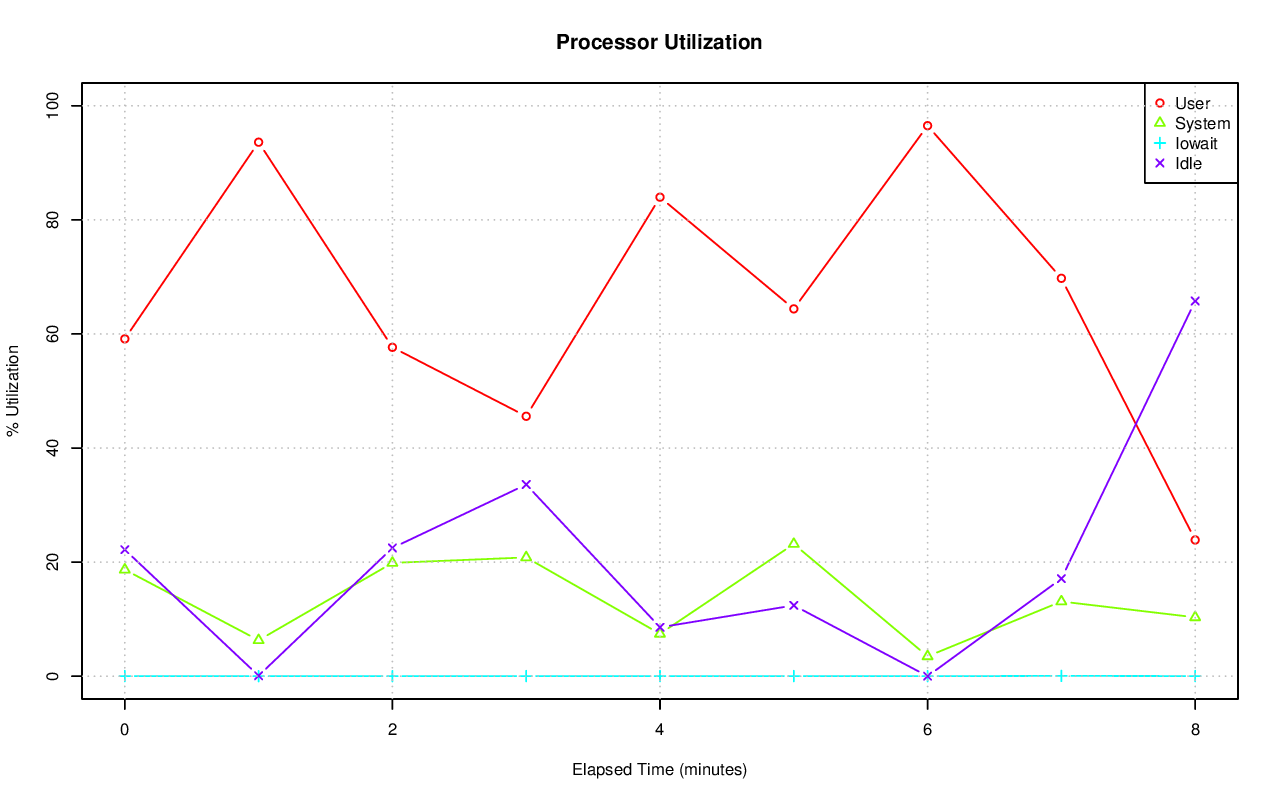 Processor Utilization
User
System
Iowait
Idle
% Utilization
100
80
60
40
20
0
0 2 4 6 8
Elapsed Time (minutes)